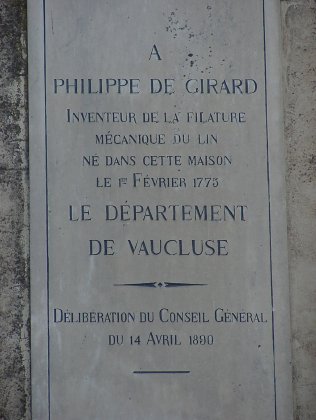 A
PHILIPPE DE GIRARD
INVENTEUR DE LA FILATURE
MÉCANIQUE DU LIN
NÉ DANS CETTE MAISON
LE 1ER FÉVRIER 1775
LE DÉPARTEMENT
DE VAUCLUSE
DÉLIBÉRATION DU CONSEIL GÉNÉRAL
DU 14 AVRIL 1890